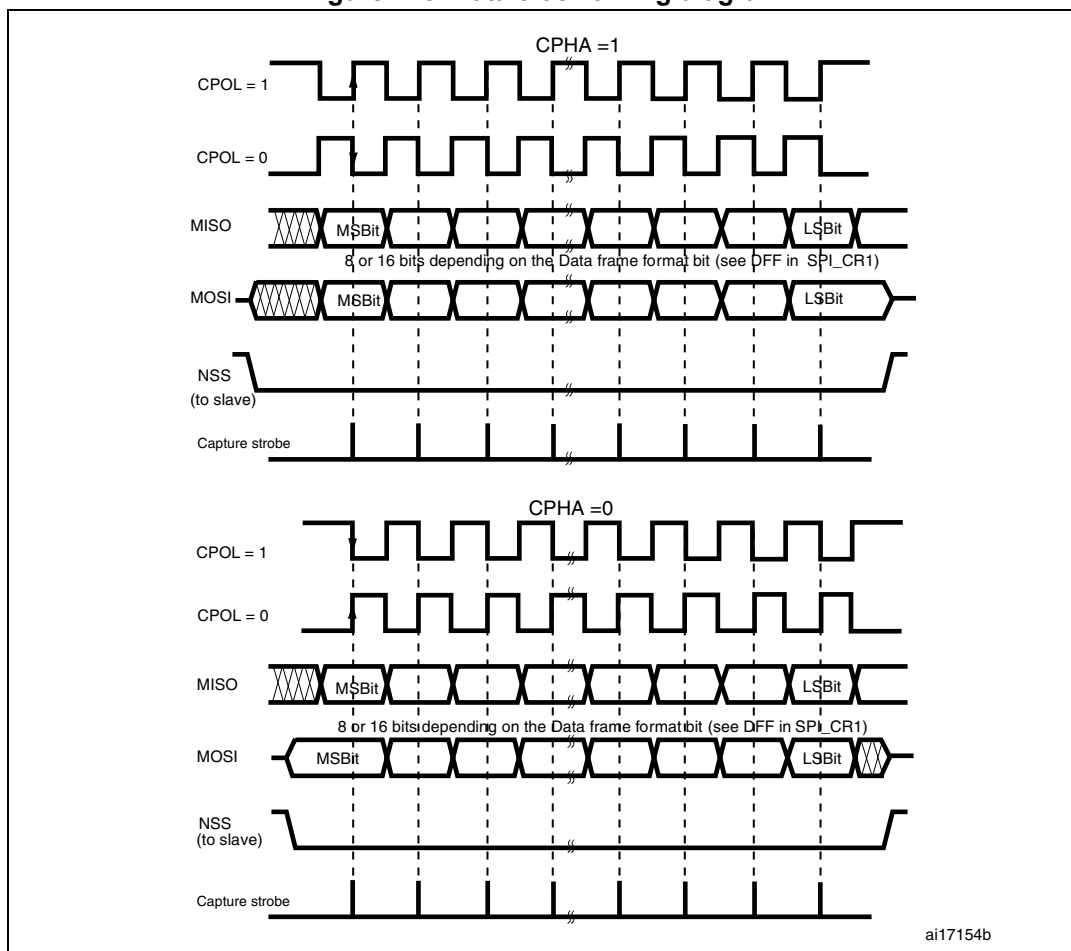 CPHA =1
CPOL = 1
CPOL = 0
MISO
MSBit
LSBit
8 or 16 bits depending on the Data frame format bit (see DFF in SPI_CR1)
MOSI
MSBit
LSBit
NSS
(to slave)
Capture strobe
CPHA =0
CPOL = 1
CPOL = 0
MISO
MSBit
LSBit
8 or 16 bits depending on the Data frame format bit (see DFF in SPI_CR1)
MOSI
MSBit
LSBit
NSS
(to slave)
Capture strobe
ai17154b